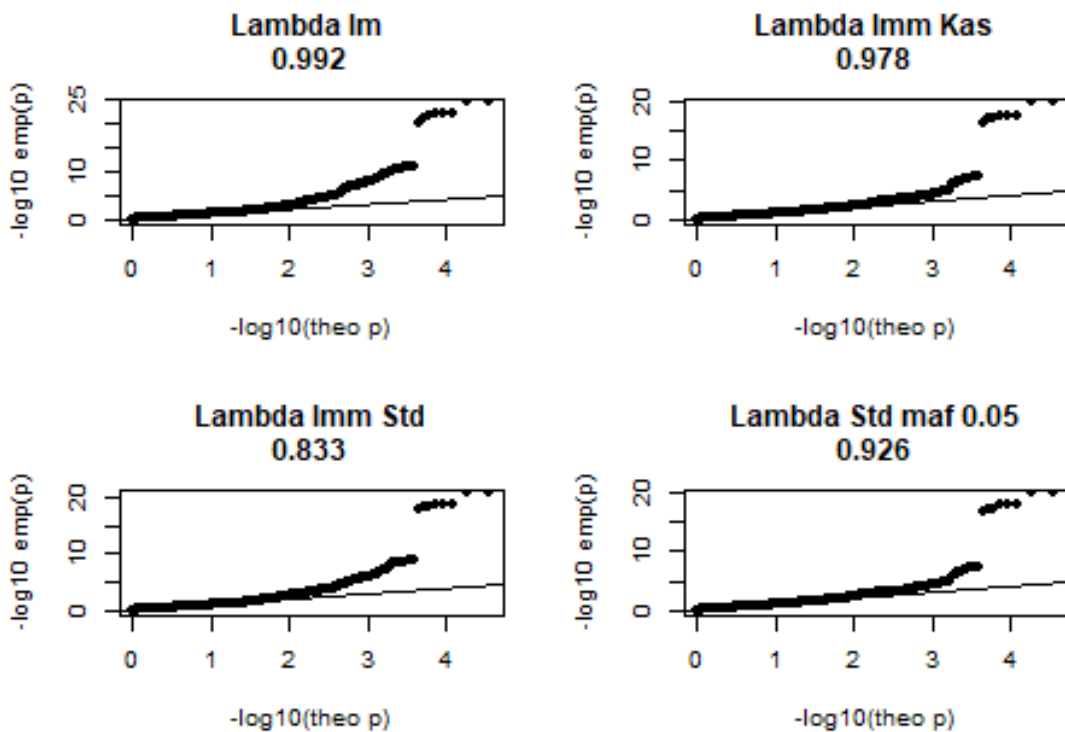 Lambda lm
0.992
-log10 emp(p)
25
10
0
0 1 2 3 4
-log10(theo p)
Lambda lmm Kas
0.978
-log10 emp(p)
20
10
0
0 1 2 3 4
-log10(theo p)
Lambda lmm Std
0.833
-log10 emp(p)
20
10
0
0 1 2 3 4
-log10(theo p)
Lambda Std maf 0.05
0.926
-log10 emp(p)
20
10
0
0 1 2 3 4
-log10(theo p)